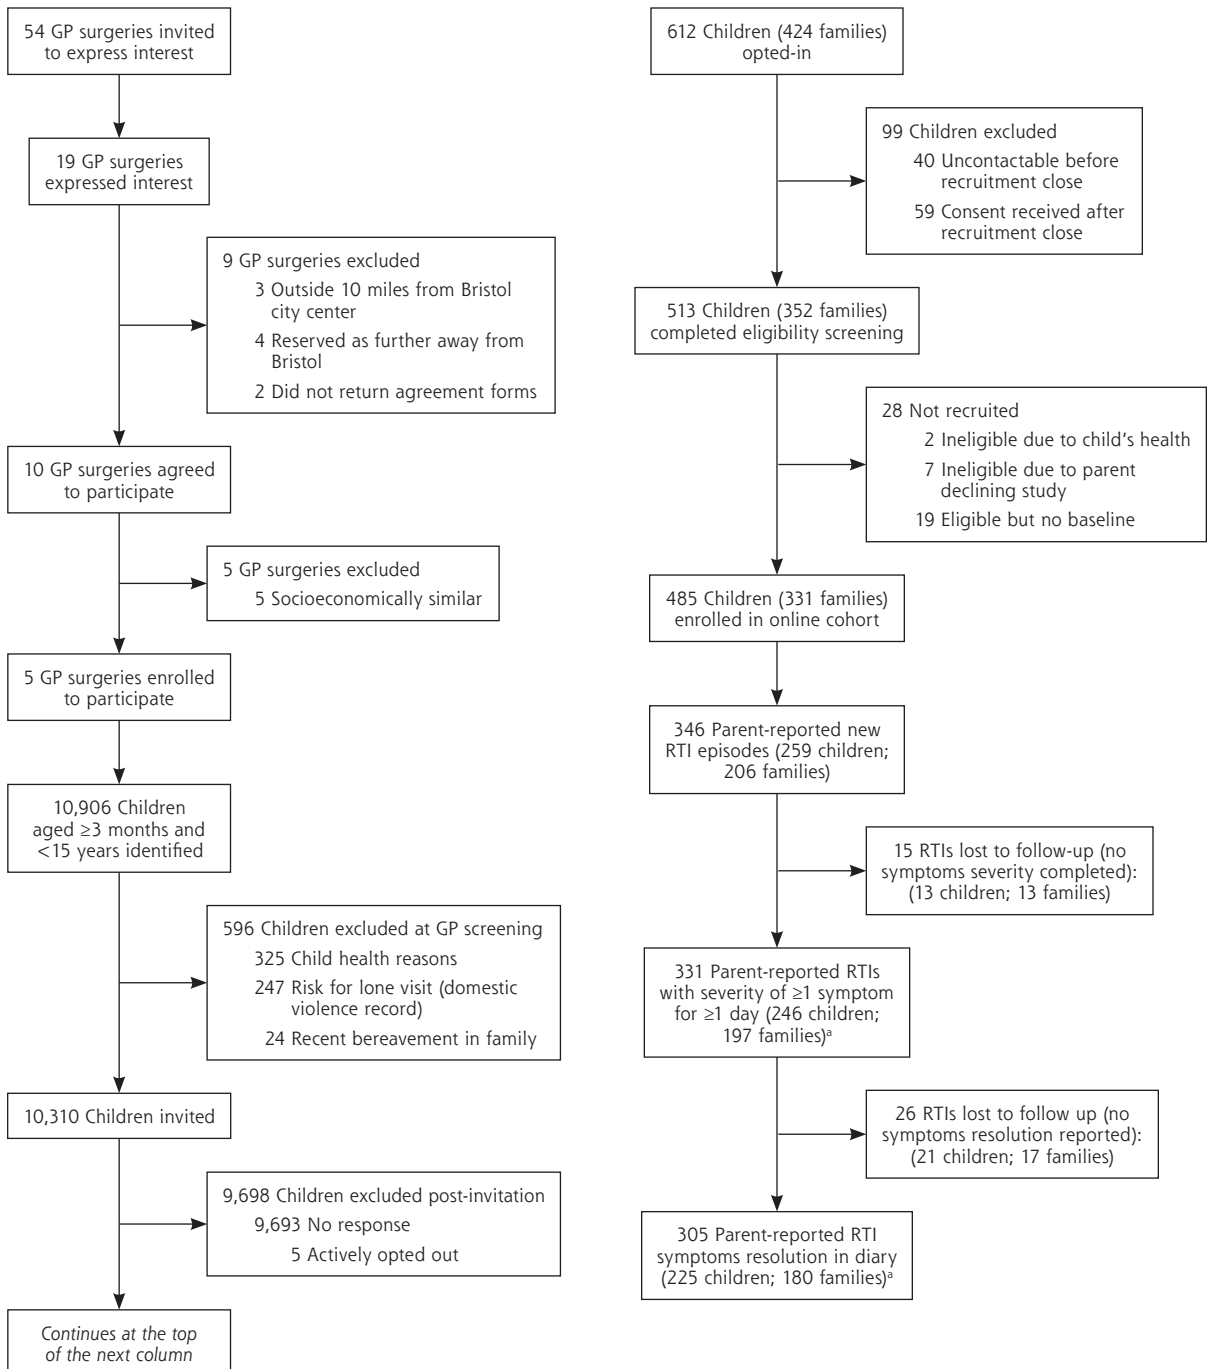 54 GP surgeries invited
to express interest
19 GP surgeries
expressed interest
9 GP surgeries excluded
3 Outside 10 miles from Bristol
city center
4 Reserved as further away from
Bristol
2 Did not return agreement forms
10 GP surgeries agreed
to participate
5 GP surgeries excluded
5 Socioeconomically similar
5 GP surgeries enrolled
to participate
10,906 Children
aged ≥3 months and
<15 years identified
596 Children excluded at GP screening
325 Child health reasons
247 Risk for lone visit (domestic
violence record)
24 Recent bereavement in family
10,310 Children invited
9,698 Children excluded post-invitation
9,693 No response
5 Actively opted out
Continues at the top
of the next column
612 Children (424 families)
opted-in
99 Children excluded
40 Uncontactable before
recruitment close
59 Consent received after
recruitment close
513 Children (352 families)
completed eligibility screening
28 Not recruited
2 Ineligible due to child's health
7 Ineligible due to parent
declining study
19 Eligible but no baseline
485 Children (331 families)
enrolled in online cohort
346 Parent-reported new
RTI episodes (259 children;
206 families)
15 RTIs lost to follow-up (no
symptoms severity completed):
(13 children; 13 families)
331 Parent-reported RTIs
with severity of ≥1 symptom
for ≥1 day (246 children;
197 families)ᵃ
26 RTIs lost to follow up (no
symptoms resolution reported):
(21 children; 17 families)
305 Parent-reported RTI
symptoms resolution in diary
(225 children; 180 families)ᵃ